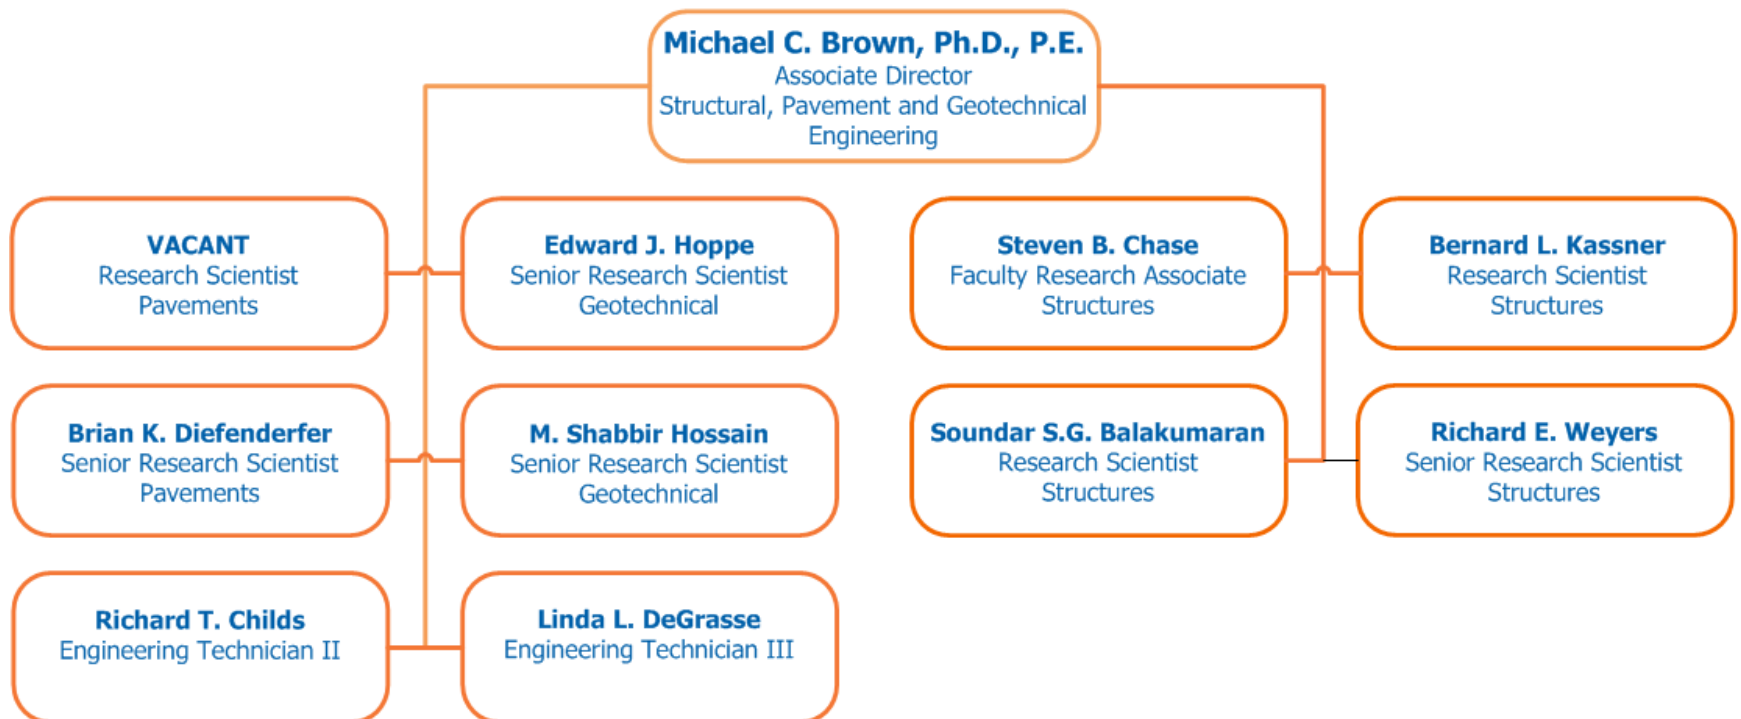 Michael C. Brown, Ph.D., P.E.
Associate Director
Structural, Pavement and Geotechnical
Engineering
VACANT
Research Scientist
Pavements
Edward J. Hoppe
Senior Research Scientist
Geotechnical
Steven B. Chase
Faculty Research Associate
Structures
Bernard L. Kassner
Research Scientist
Structures
Brian K. Diefenderfer
Senior Research Scientist
Pavements
M. Shabbir Hossain
Senior Research Scientist
Geotechnical
Soundar S.G. Balakumaran
Research Scientist
Structures
Richard E. Weyers
Senior Research Scientist
Structures
Richard T. Childs
Engineering Technician II
Linda L. DeGrasse
Engineering Technician III